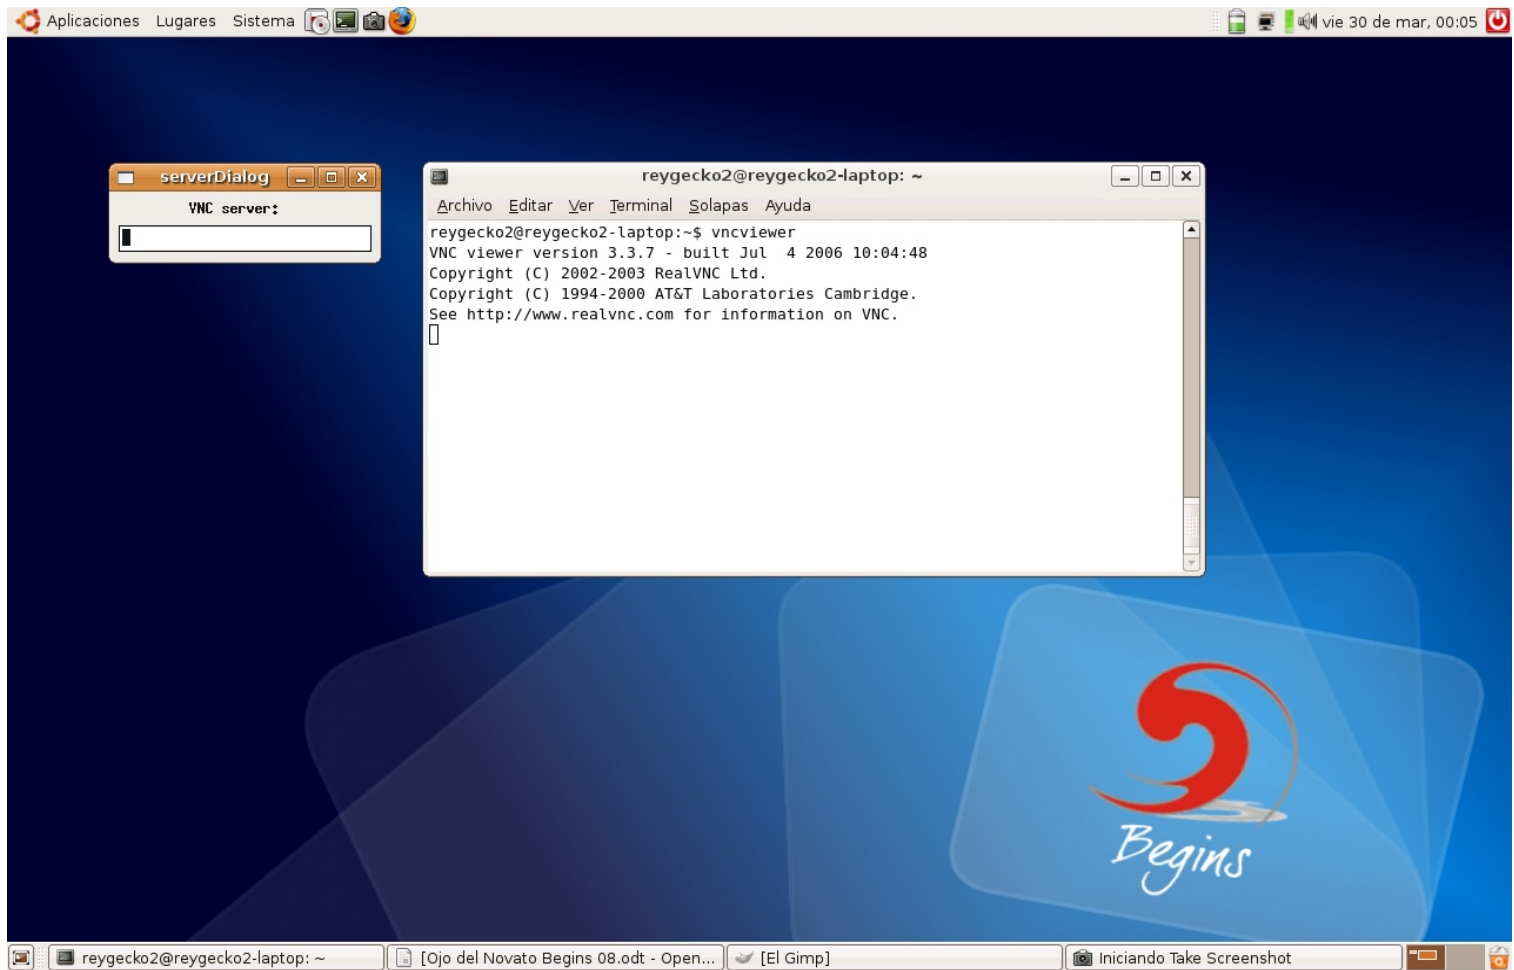 Aplicaciones Lugares Sistema vie 30 de mar, 00:05
serverDialog
VNC server:
reygecko2@reygecko2-laptop: ~
Archivo Editar Ver Terminal Solapas Ayuda
reygecko2@reygecko2-laptop:~$ vncviewer
VNC viewer version 3.3.7 - built Jul  4 2006 10:04:48
Copyright (C) 2002-2003 RealVNC Ltd.
Copyright (C) 1994-2000 AT&T Laboratories Cambridge.
See http://www.realvnc.com for information on VNC.
Begins
reygecko2@reygecko2-laptop: ~ [Ojo del Novato Begins 08.odt - Open... [El Gimp] Iniciando Take Screenshot